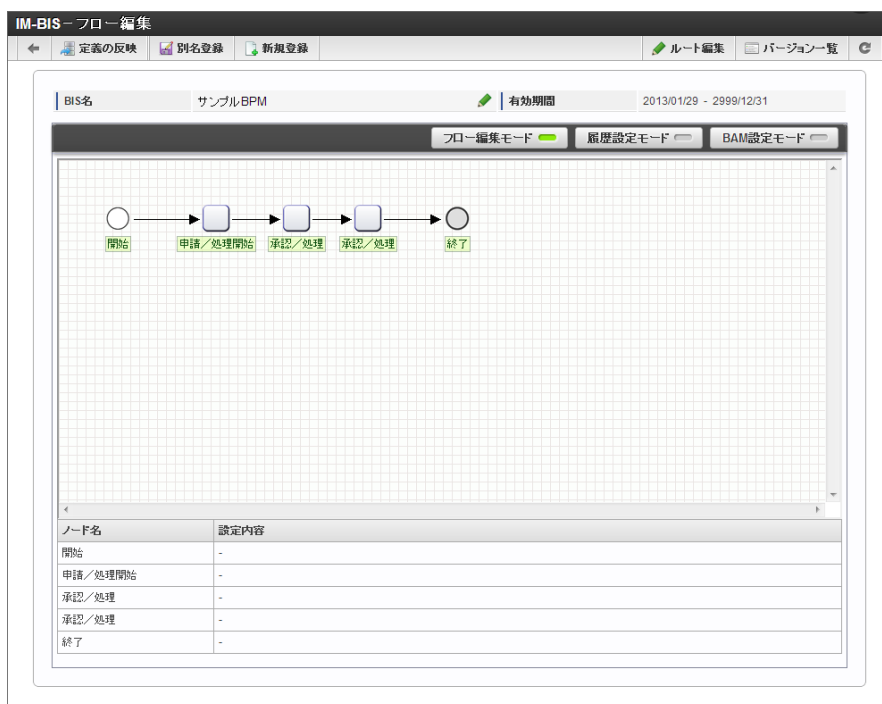 IM-BIS－フロー編集
定義の反映 別名登録 新規登録 ルート編集 バージョン一覧
BIS名 サンプルBPM 有効期間 2013/01/29 - 2999/12/31
フロー編集モード 履歴設定モード BAM設定モード
開始 申請／処理開始 承認／処理 承認／処理 終了
ノード名 設定内容
開始 -
申請／処理開始 -
承認／処理 -
承認／処理 -
終了 -